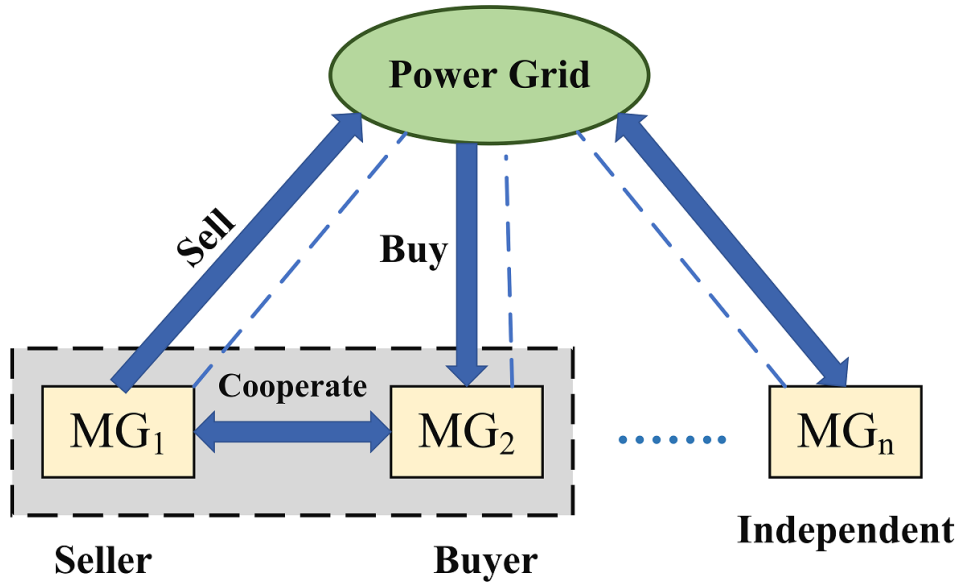 Power Grid
Sell
Buy
Cooperate
MG₁
MG₂
MGₙ
Independent
Seller
Buyer